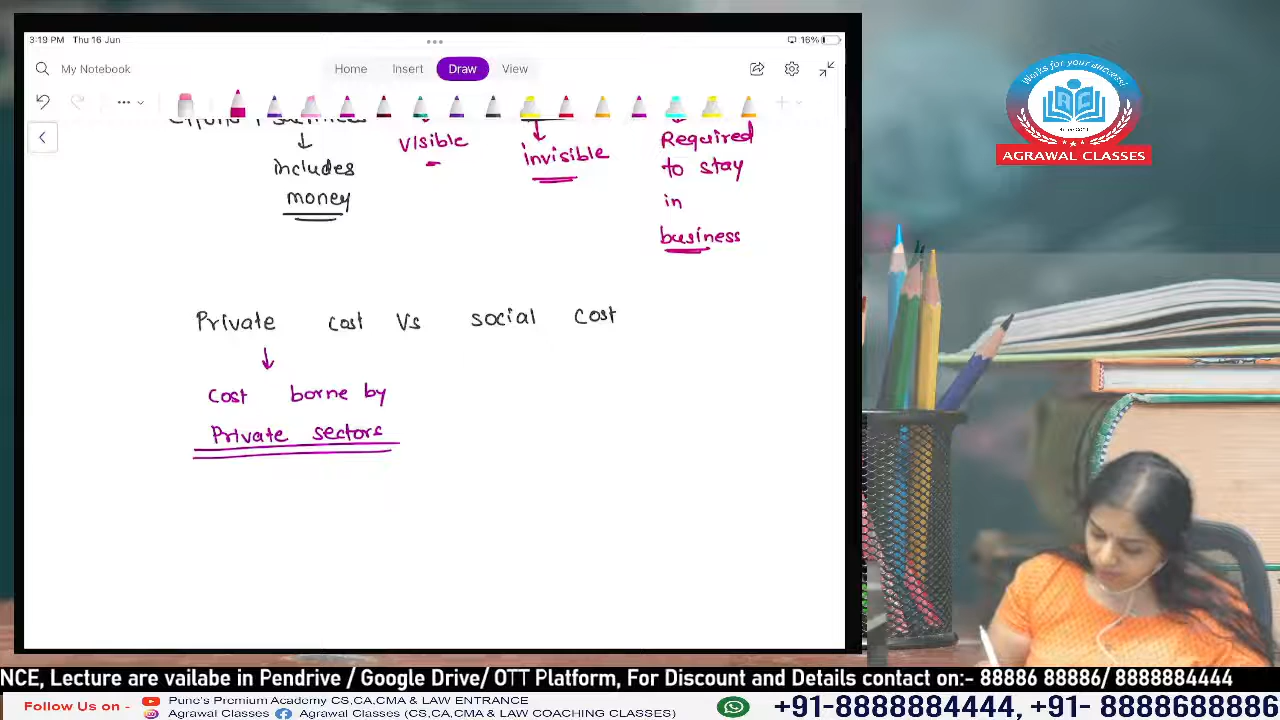 3:19 PM Thu 16 Jun
16%
My Notebook
Home Insert Draw View
Works for your success!
AGRAWAL CLASSES
includes
money
Visible
invisible
Required
to stay
in
business
Private cost Vs social cost
cost borne by
Private sectors
NCE, Lecture are vailabe in Pendrive / Google Drive/ OTT Platform, For Discount and Details contact on:- 88886 88886/ 8888884444
Follow Us on - Pune's Premium Academy CS,CA,CMA & LAW ENTRANCE
Agrawal Classes Agrawal Classes (CS,CA,CMA & LAW COACHING CLASSES)
+91-8888884444, +91- 8888688886